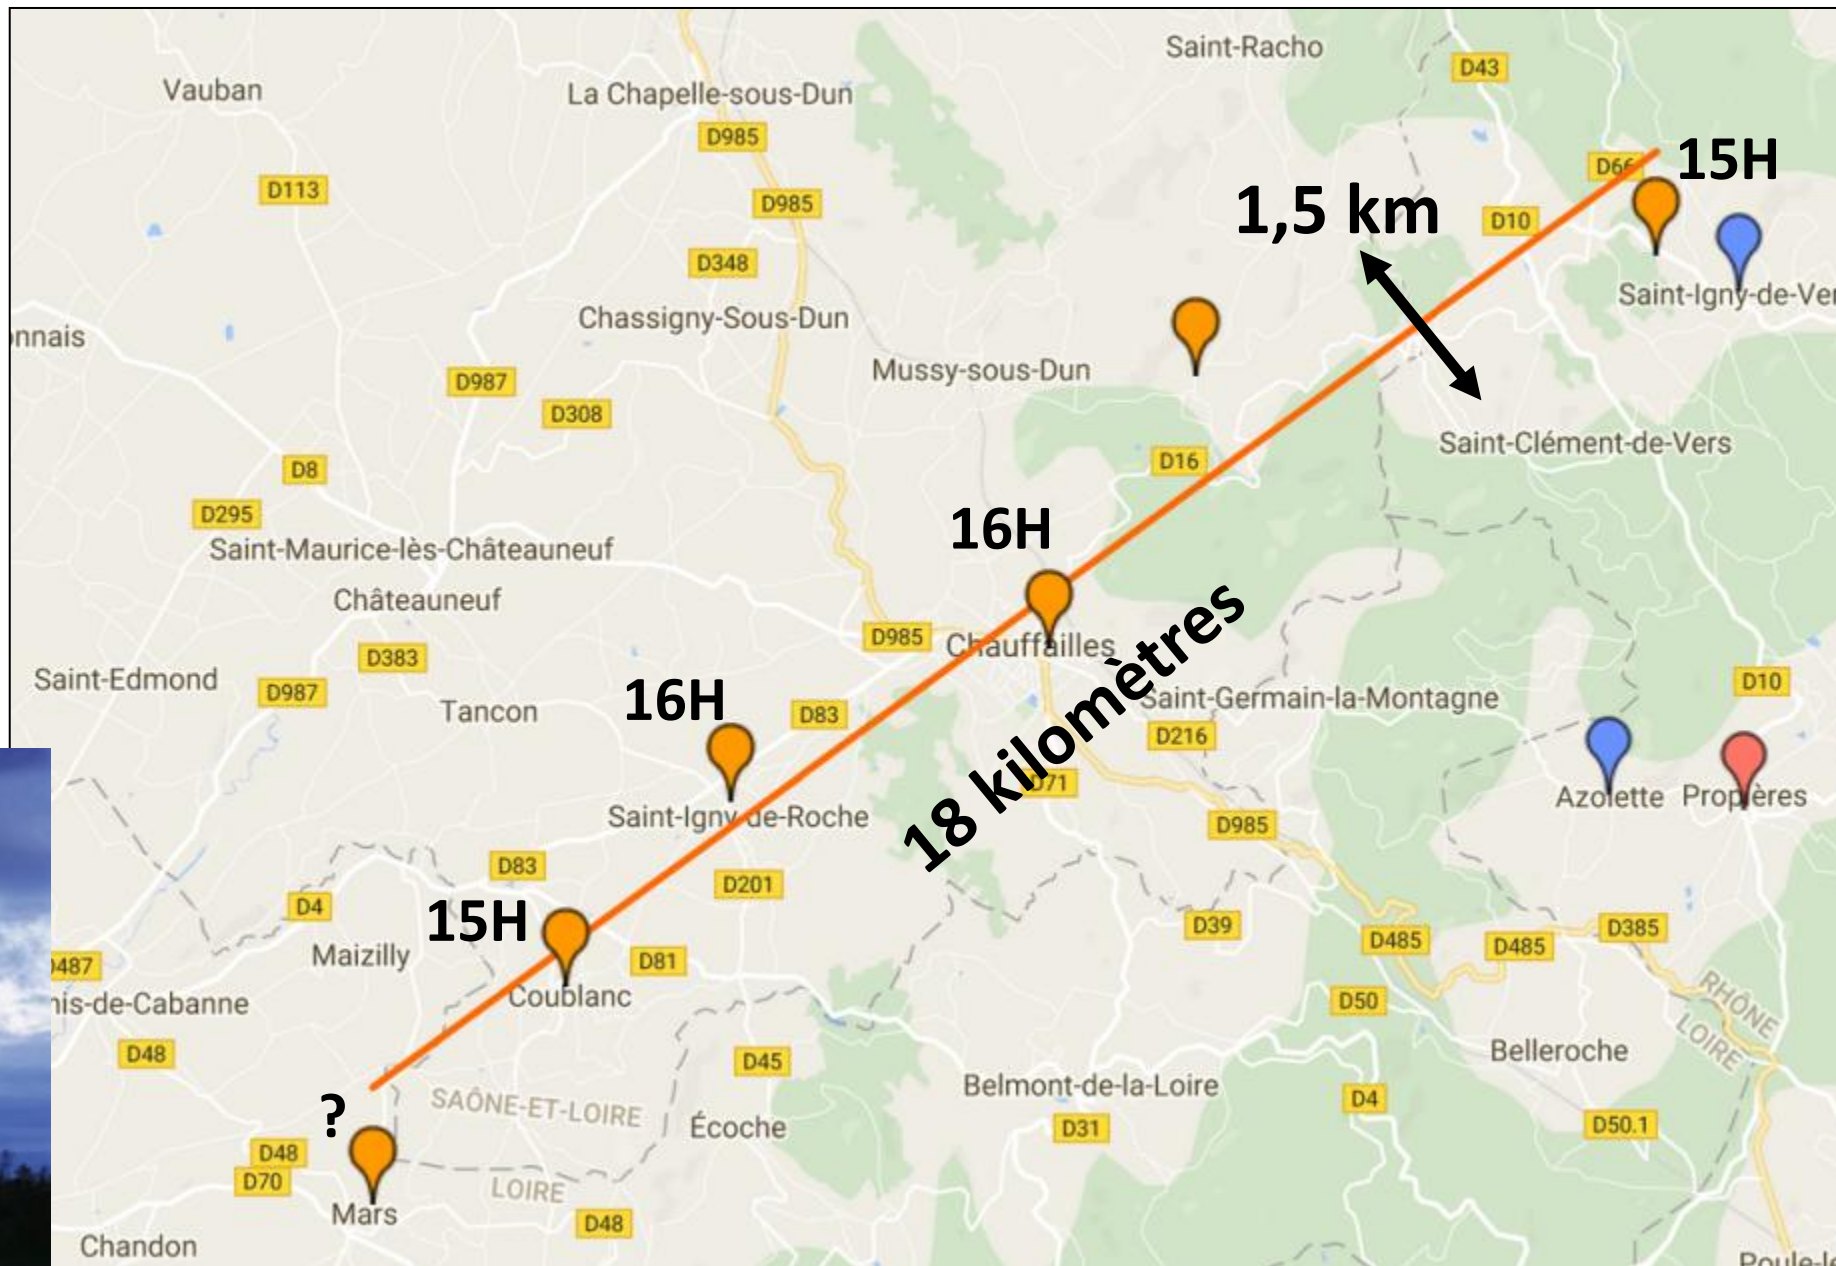 Saint-Racho
D43
Vauban
La Chapelle-sous-Dun
D985
D66
15H
D113
D985
1,5 km
D10
D348
Saint-Igny-de-Ver
Chassigny-Sous-Dun
onnais
Mussy-sous-Dun
D987
D308
Saint-Clément-de-Vers
D8
D16
D295
16H
Saint-Maurice-lès-Châteauneuf
Châteauneuf
D985
Chauffailles
D383
18 kilomètres
Saint-Edmond
D987
16H
D10
Tancon
D83
Saint-Germain-la-Montagne
D216
D71
Azolette
Propières
Saint-Igny-de-Roche
D985
D83
D201
D4
15H
D39
D485
D485
D385
Maizilly
D81
D487
Coublanc
nis-de-Cabanne
D50
RHÔNE
LOIRE
D48
D45
Belleroche
Belmont-de-la-Loire
SAÔNE-ET-LOIRE
D4
?
Écoche
D31
D50.1
D48
D70
LOIRE
Mars
D48
Chandon
Poule-le